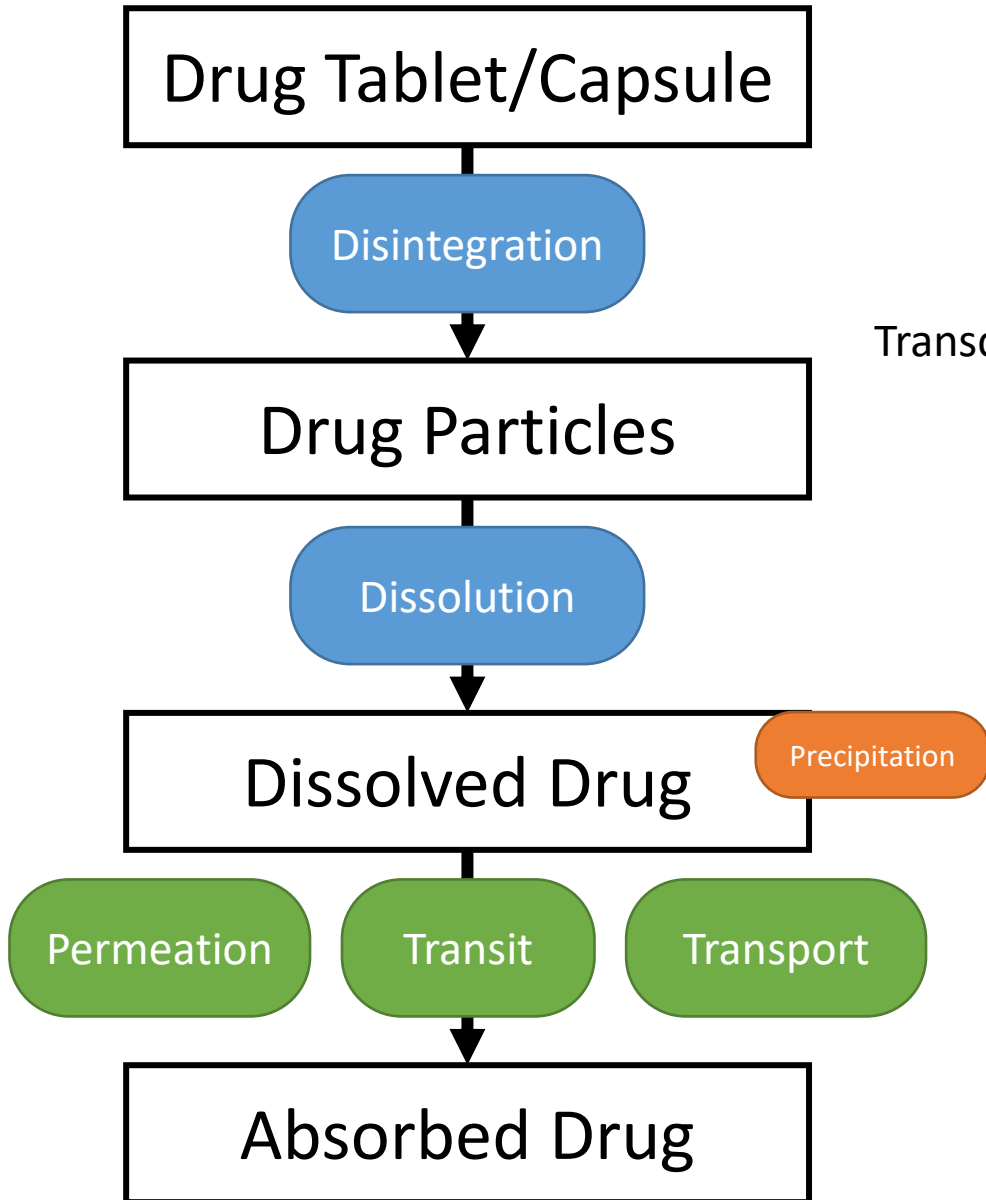 Drug Tablet/Capsule
Disintegration
Drug Particles
Dissolution
Dissolved Drug
Precipitation
Permeation
Transit
Transport
Absorbed Drug